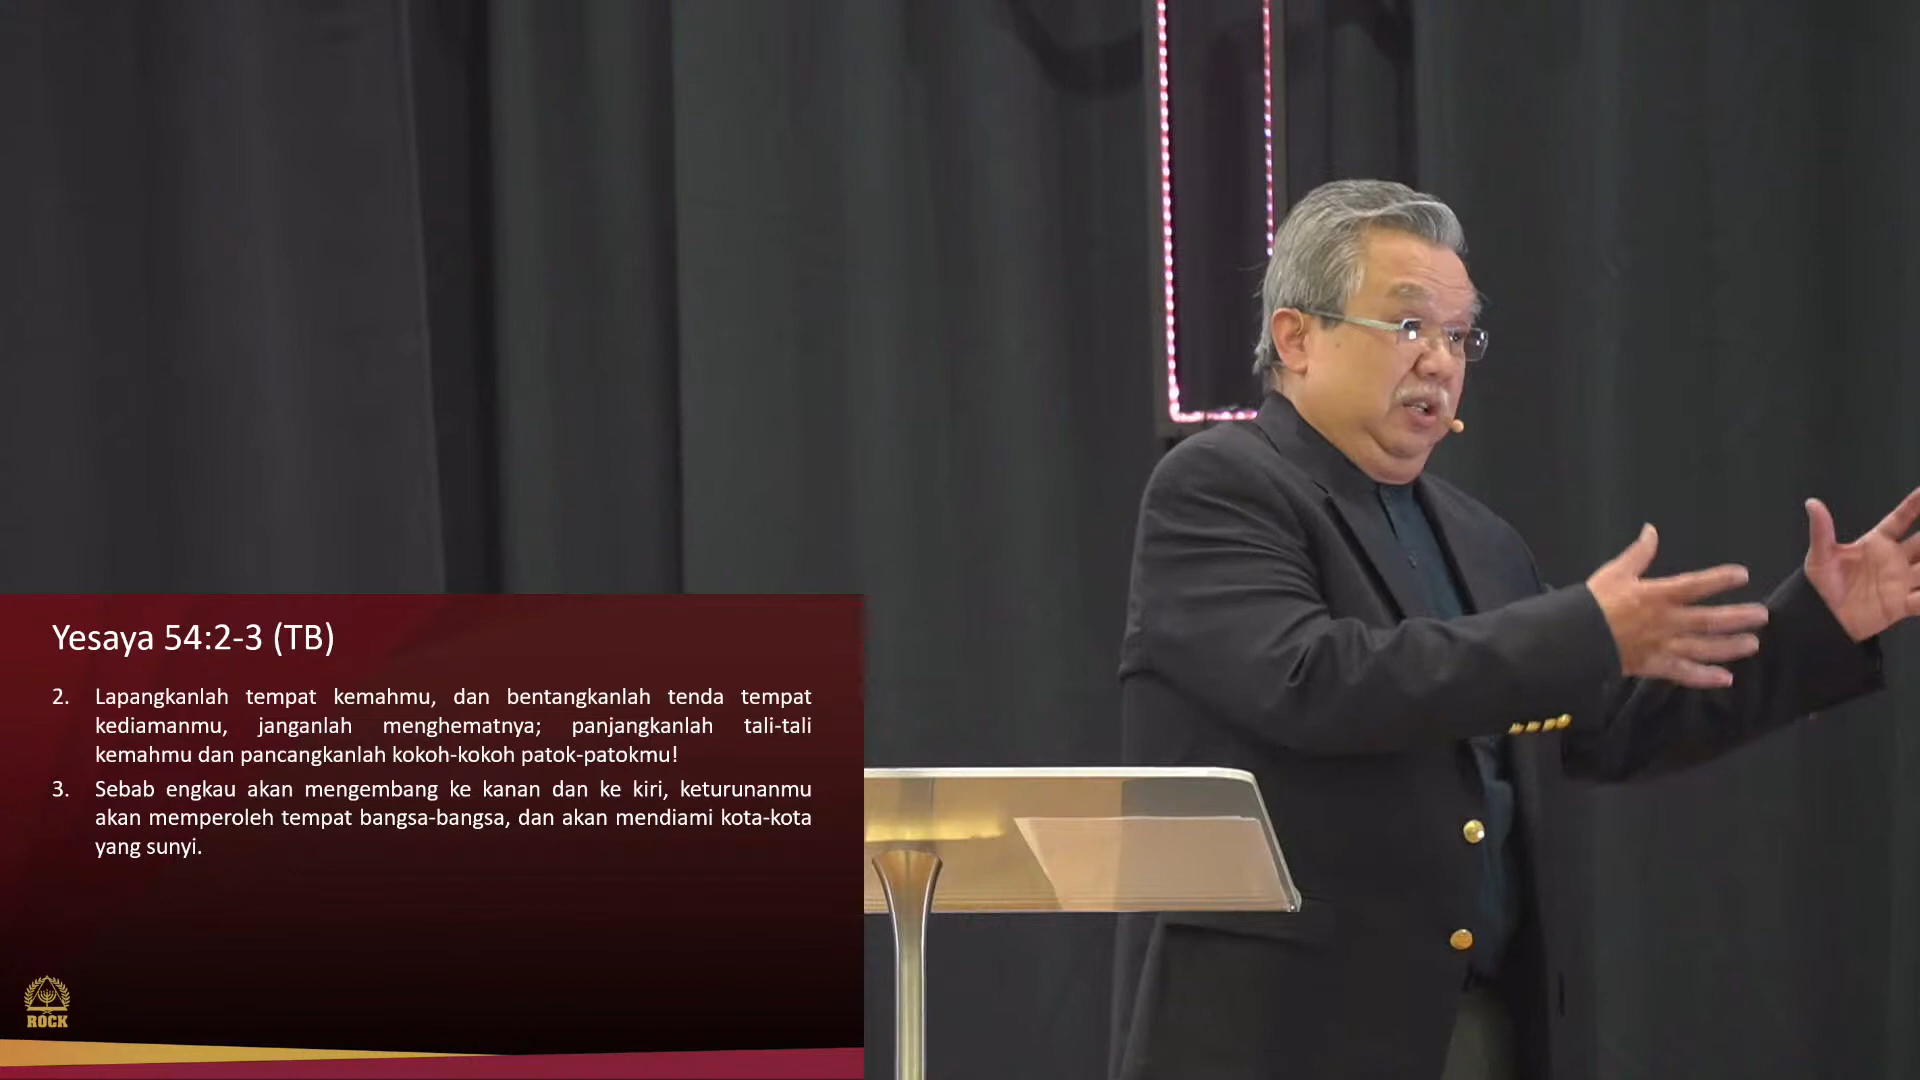 Yesaya 54:2-3 (TB)
2. Lapangkanlah tempat kemahmu, dan bentangkanlah tenda tempat
kediamanmu, janganlah menghematnya; panjangkanlah tali-tali
kemahmu dan pancangkanlah kokoh-kokoh patok-patokmu!
3. Sebab engkau akan mengembang ke kanan dan ke kiri, keturunanmu
akan memperoleh tempat bangsa-bangsa, dan akan mendiami kota-kota
yang sunyi.
ROCK